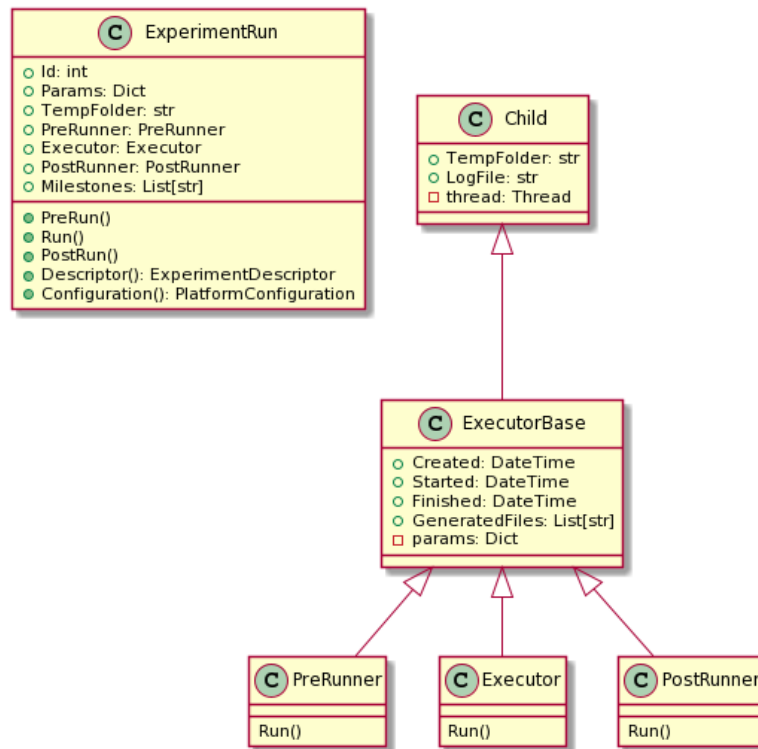 C ExperimentRun
Id: int
Params: Dict
TempFolder: str
PreRunner: PreRunner
Executor: Executor
PostRunner: PostRunner
Milestones: List[str]
PreRun()
Run()
PostRun()
Descriptor(): ExperimentDescriptor
Configuration(): PlatformConfiguration
C Child
TempFolder: str
LogFile: str
thread: Thread
C ExecutorBase
Created: DateTime
Started: DateTime
Finished: DateTime
GeneratedFiles: List[str]
params: Dict
C PreRunner
Run()
C Executor
Run()
C PostRunner
Run()